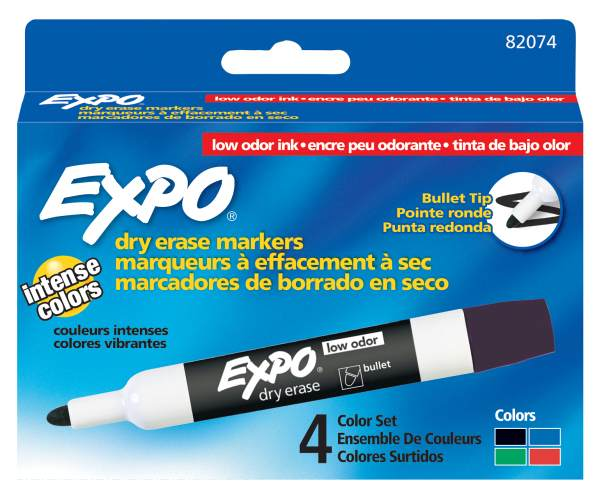 82074
EXPO
dry erase markers
marqueurs à effacement à sec
marcadores de borrado en seco
low odor ink • encre peu odorante • tinta de bajo olor
low odor ink • encre peu odorante • tinta de bajo olor
EXPO®
Bullet Tip
Pointe ronde
Punta redonda
dry erase markers
marqueurs à effacement à sec
marcadores de borrado en seco
intense
colors
couleurs intenses
colores vibrantes
EXPO
dry erase
low odor
bullet
4
Color Set
Ensemble De Couleurs
Colores Surtidos
Colors